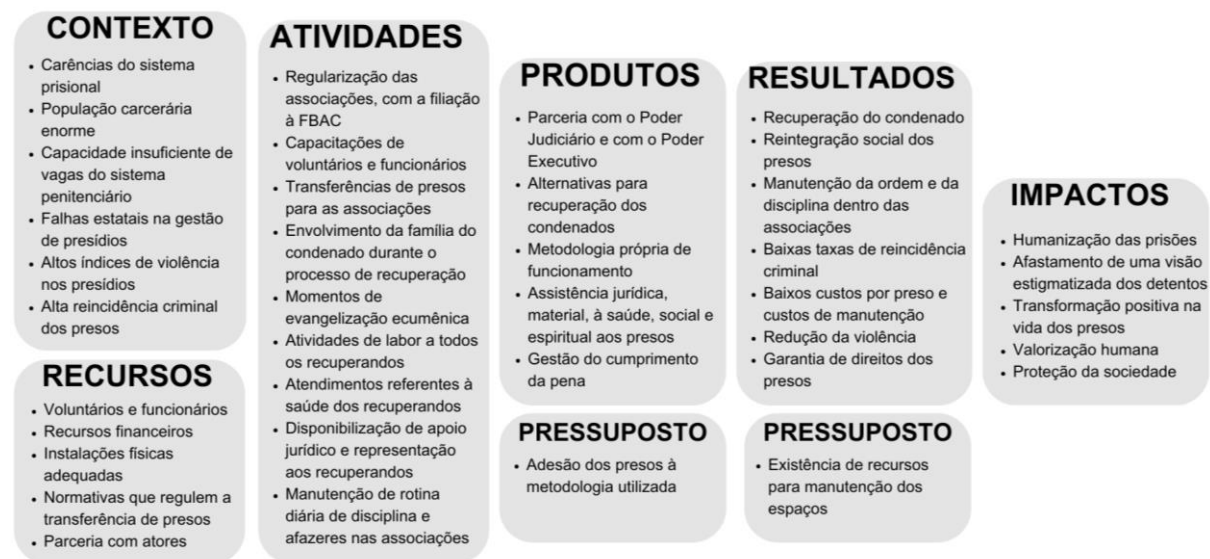 CONTEXTO
• Carências do sistema
prisional
• População carcerária
enorme
• Capacidade insuficiente de
vagas do sistema
penitenciário
• Falhas estatais na gestão
de presídios
• Altos índices de violência
nos presídios
• Alta reincidência criminal
dos presos
RECURSOS
• Voluntários e funcionários
• Recursos financeiros
• Instalações físicas
adequadas
• Normativas que regulem a
transferência de presos
• Parceria com atores
ATIVIDADES
• Regularização das
associações, com a filiação
à FBAC
• Capacitações de
voluntários e funcionários
• Transferências de presos
para as associações
• Envolvimento da família do
condenado durante o
processo de recuperação
• Momentos de
evangelização ecumênica
• Atividades de labor a todos
os recuperandos
• Atendimentos referentes à
saúde dos recuperandos
• Disponibilização de apoio
jurídico e representação
aos recuperandos
• Manutenção de rotina
diária de disciplina e
afazeres nas associações
PRODUTOS
• Parceria com o Poder
Judiciário e com o Poder
Executivo
• Alternativas para
recuperação dos
condenados
• Metodologia própria de
funcionamento
• Assistência jurídica,
material, à saúde, social e
espiritual aos presos
• Gestão do cumprimento
da pena
PRESSUPOSTO
• Adesão dos presos à
metodologia utilizada
RESULTADOS
• Recuperação do condenado
• Reintegração social dos
presos
• Manutenção da ordem e da
disciplina dentro das
associações
• Baixas taxas de reincidência
criminal
• Baixos custos por preso e
custos de manutenção
• Redução da violência
• Garantia de direitos dos
presos
PRESSUPOSTO
• Existência de recursos
para manutenção dos
espaços
IMPACTOS
• Humanização das prisões
• Afastamento de uma visão
estigmatizada dos detentos
• Transformação positiva na
vida dos presos
• Valorização humana
• Proteção da sociedade